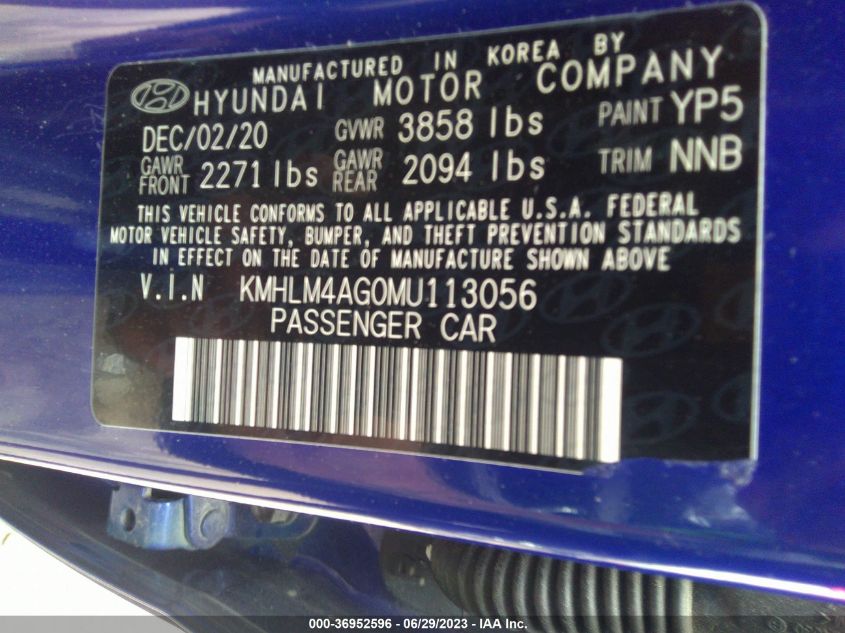 MANUFACTURED IN KOREA BY
HYUNDAI MOTOR COMPANY
DEC/02/20 GVWR 3858 lbs PAINT YP5
GAWR FRONT 2271 lbs GAWR REAR 2094 lbs TRIM NNB
THIS VEHICLE CONFORMS TO ALL APPLICABLE U.S.A. FEDERAL
MOTOR VEHICLE SAFETY, BUMPER, AND THEFT PREVENTION STANDARDS
IN EFFECT ON THE DATE OF MANUFACTURE SHOWN ABOVE
V.I.N KMHLM4AG0MU113056
PASSENGER CAR
000-36952596 - 06/29/2023 - IAA Inc.